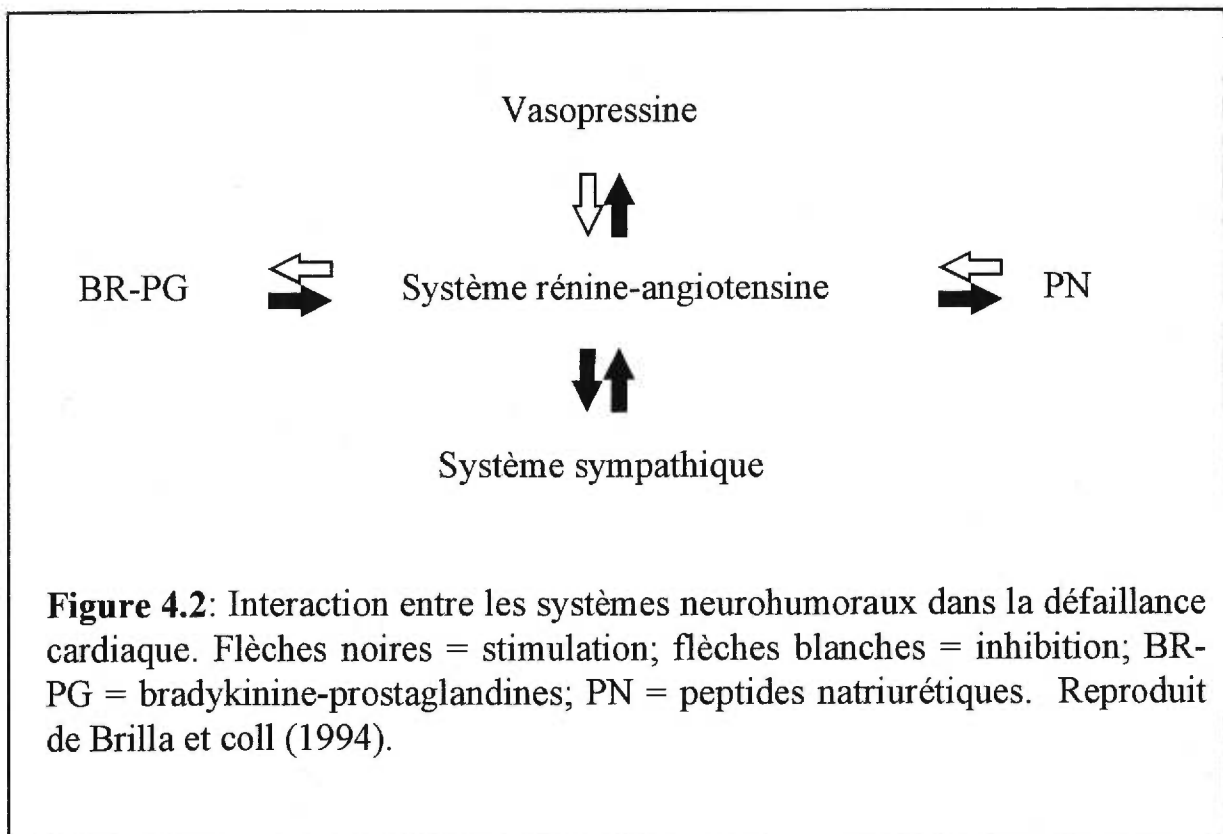 Vasopressine
BR-PG Système rénine-angiotensine PN
Système sympathique
Figure 4.2: Interaction entre les systèmes neurohumoraux dans la défaillance
cardiaque. Flèches noires = stimulation; flèches blanches = inhibition; BR-
PG = bradykinine-prostaglandines; PN = peptides natriurétiques. Reproduit
de Brilla et coll (1994).